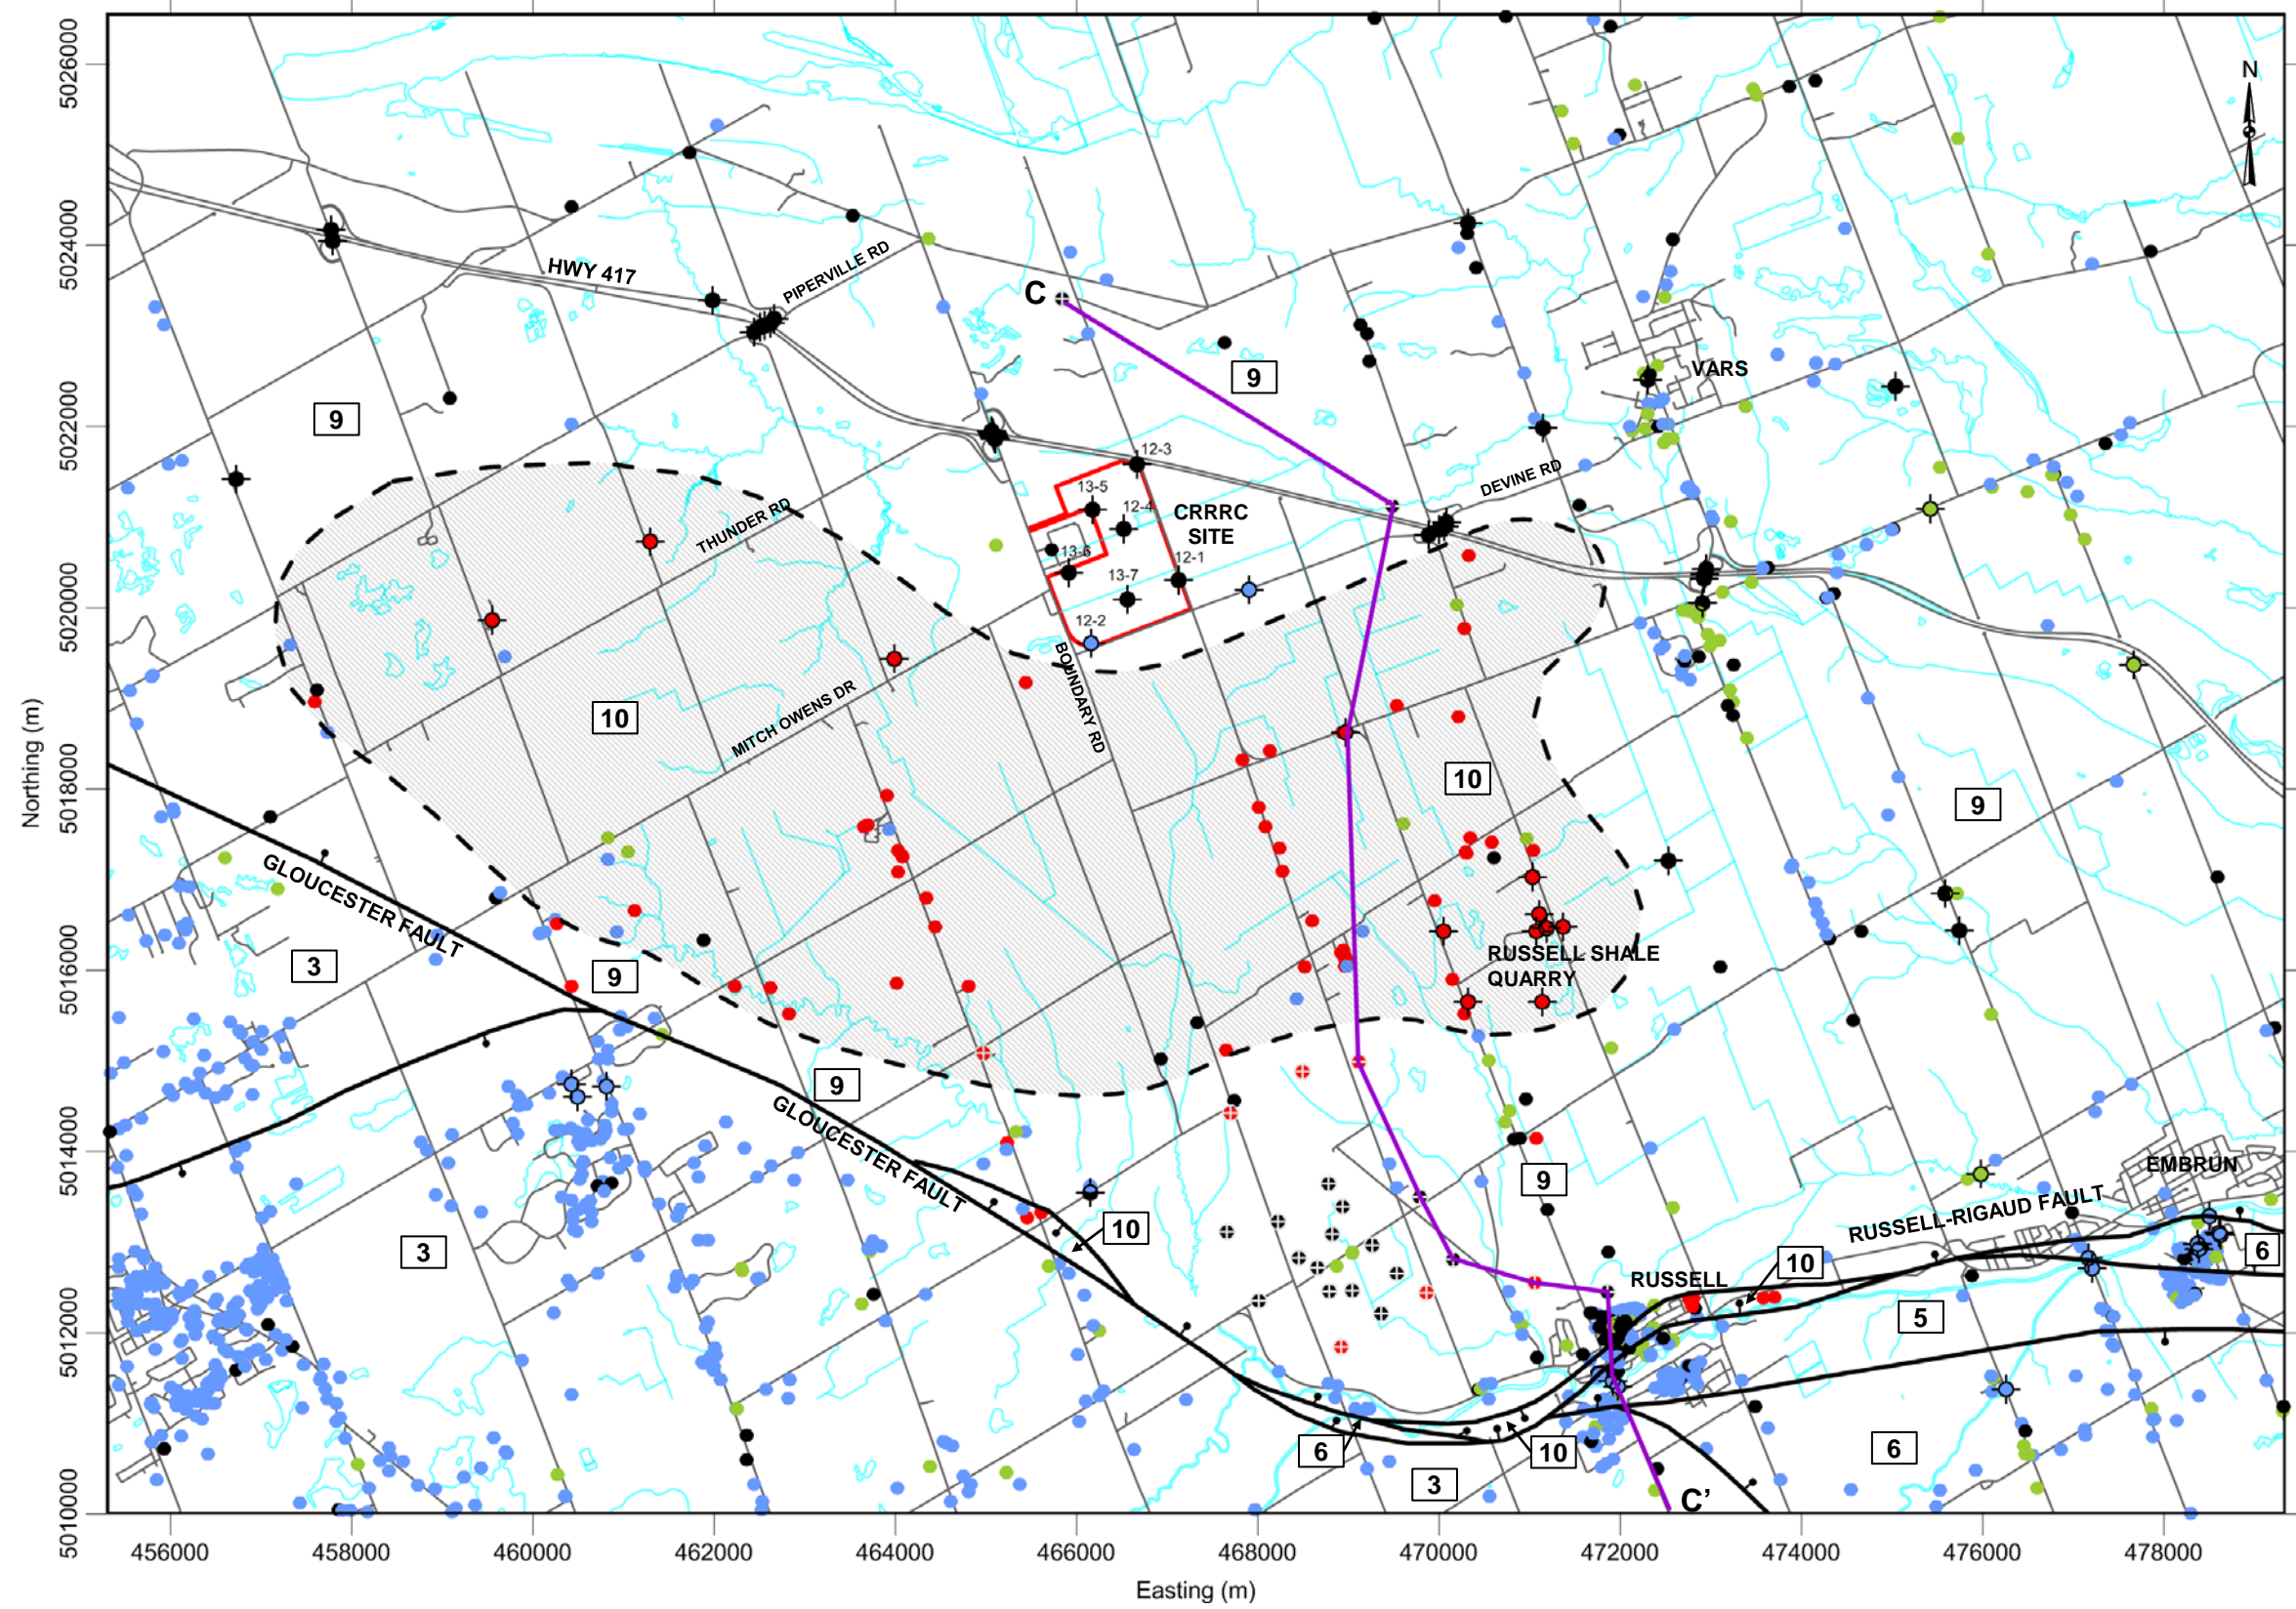 N
5026000
5024000
5022000
5020000
5018000
5016000
5014000
5012000
5010000
Northing (m)
HWY 417
PIPERVILLE RD
C
9
VARS
9
12-3
DEVINE RD
13-5
12-4
CRRRC
SITE
THUNDER RD
13-6
12-1
13-7
12-2
BOUNDARY RD
10
MITCH OWENS DR
10
9
GLOUCESTER FAULT
RUSSELL SHALE
QUARRY
3
9
9
GLOUCESTER FAULT
EMBRUN
9
RUSSELL-RIGAUD FAULT
10
3
6
10
RUSSELL
5
6
10
6
3
C'
456000
458000
460000
462000
464000
466000
468000
470000
472000
474000
476000
478000
Easting (m)